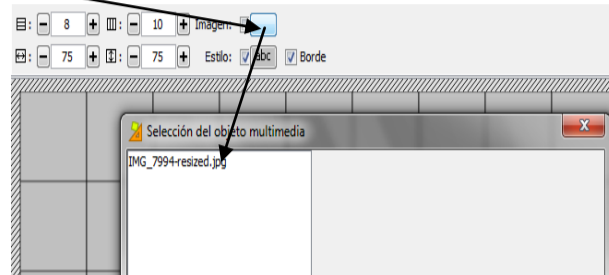 8 10 Imagen:
75 75 Estilo: abc Borde
Selección del objeto multimedia
IMG_7994-resized.jpg